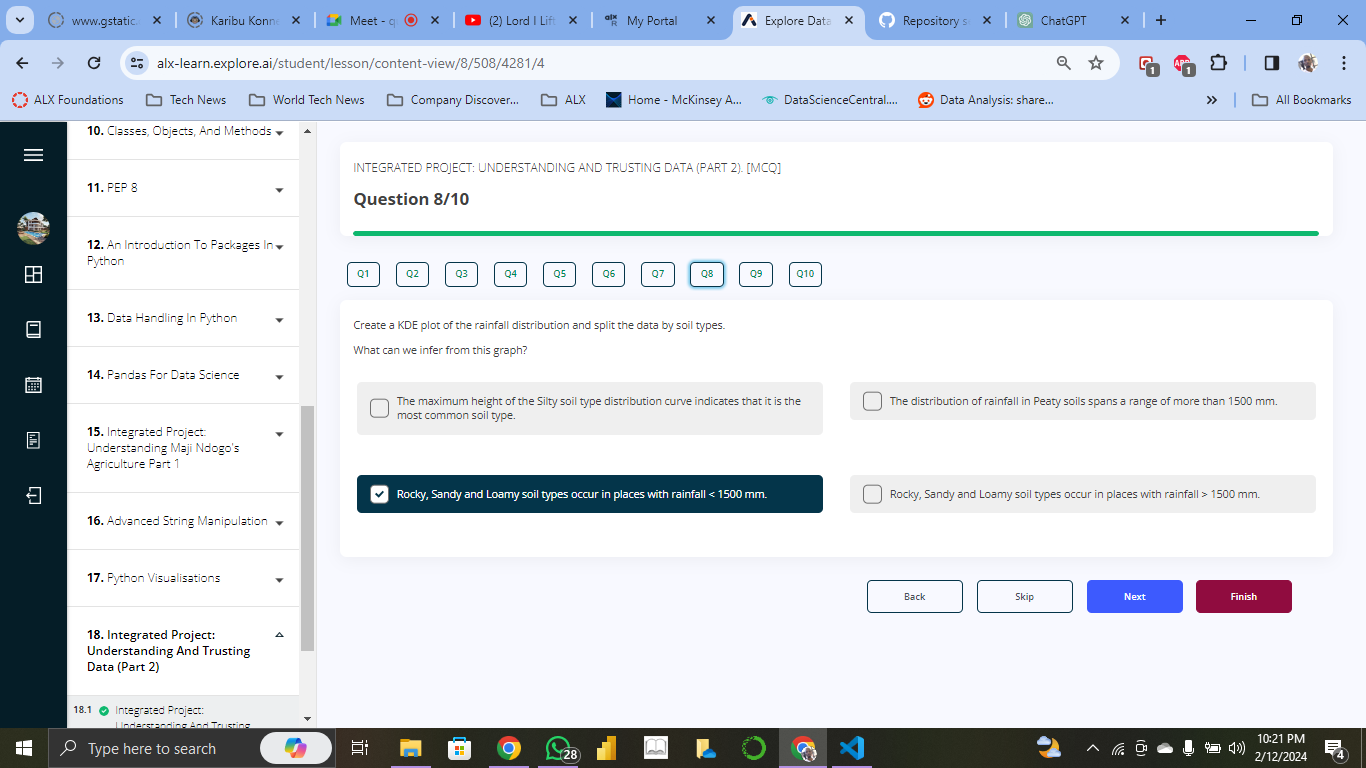 www.gstatic.
Karibu Konn
Meet - q
(2) Lord I Lift
My Portal
Explore Data
Repository s
ChatGPT
alx-learn.explore.ai/student/lesson/content-view/8/508/4281/4
1
1
ALX Foundations
Tech News
World Tech News
Company Discover...
ALX
Home - McKinsey A...
DataScienceCentral....
Data Analysis: share...
»
All Bookmarks
10. Classes, Objects, And Methods
11. PEP 8
12. An Introduction To Packages In
Python
13. Data Handling In Python
14. Pandas For Data Science
15. Integrated Project:
Understanding Maji Ndogo's
Agriculture Part 1
16. Advanced String Manipulation
17. Python Visualisations
18. Integrated Project:
Understanding And Trusting
Data (Part 2)
18.1 Integrated Project:
Understanding And Trusting
INTEGRATED PROJECT: UNDERSTANDING AND TRUSTING DATA (PART 2). [MCQ]
Question 8/10
Q1 Q2 Q3 Q4 Q5 Q6 Q7 Q8 Q9 Q10
Create a KDE plot of the rainfall distribution and split the data by soil types.
What can we infer from this graph?
The maximum height of the Silty soil type distribution curve indicates that it is the
most common soil type.
The distribution of rainfall in Peaty soils spans a range of more than 1500 mm.
Rocky, Sandy and Loamy soil types occur in places with rainfall < 1500 mm.
Rocky, Sandy and Loamy soil types occur in places with rainfall > 1500 mm.
Back
Skip
Next
Finish
Type here to search
28
10:21 PM
2/12/2024
4